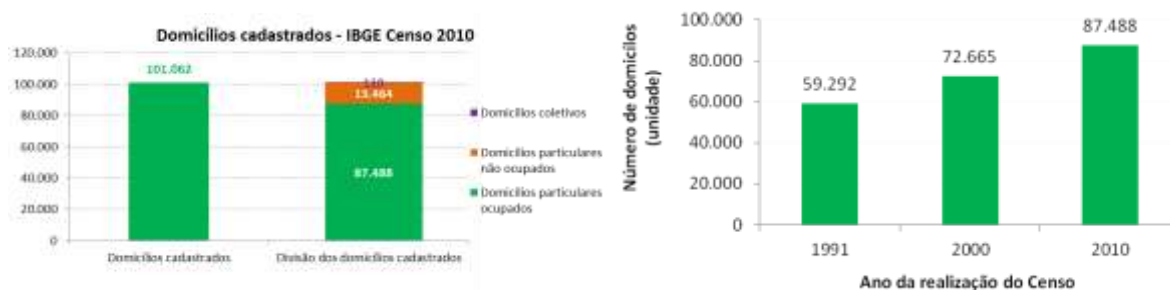 Domicílios cadastrados - IBGE Censo 2010
120.000
100.000
80.000
60.000
40.000
20.000
0
101.062
13.464
87.488
Domicílios cadastrados
Divisão dos domicílios cadastrados
Domicílios coletivos
Domicílios particulares
não ocupados
Domicílios particulares
ocupados
Número de domicílos
(unidade)
100.000
80.000
60.000
40.000
20.000
0
59.292
72.665
87.488
1991
2000
2010
Ano da realização do Censo